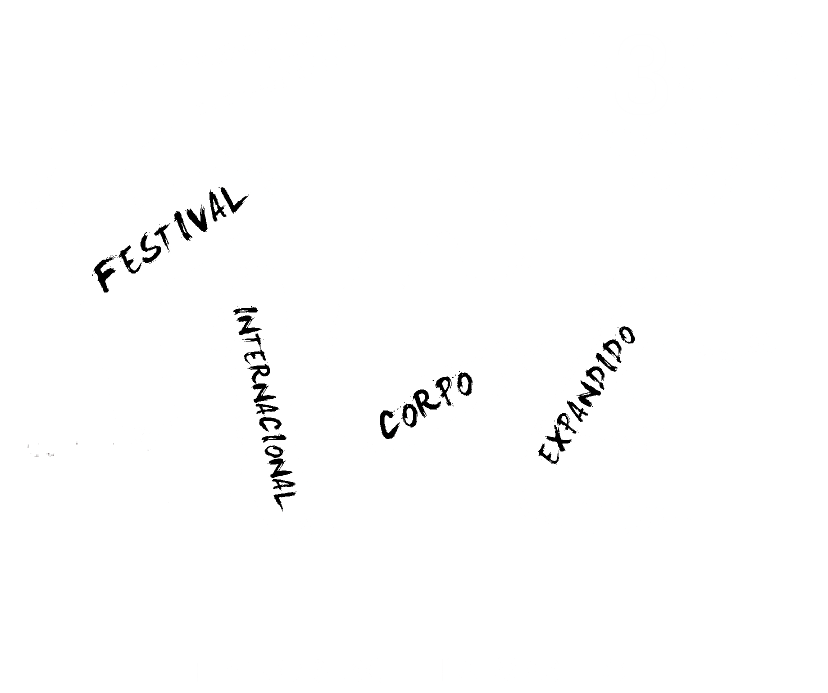 FESTIVAL
INTERNACIONAL
CORPO
EXPANDIDO